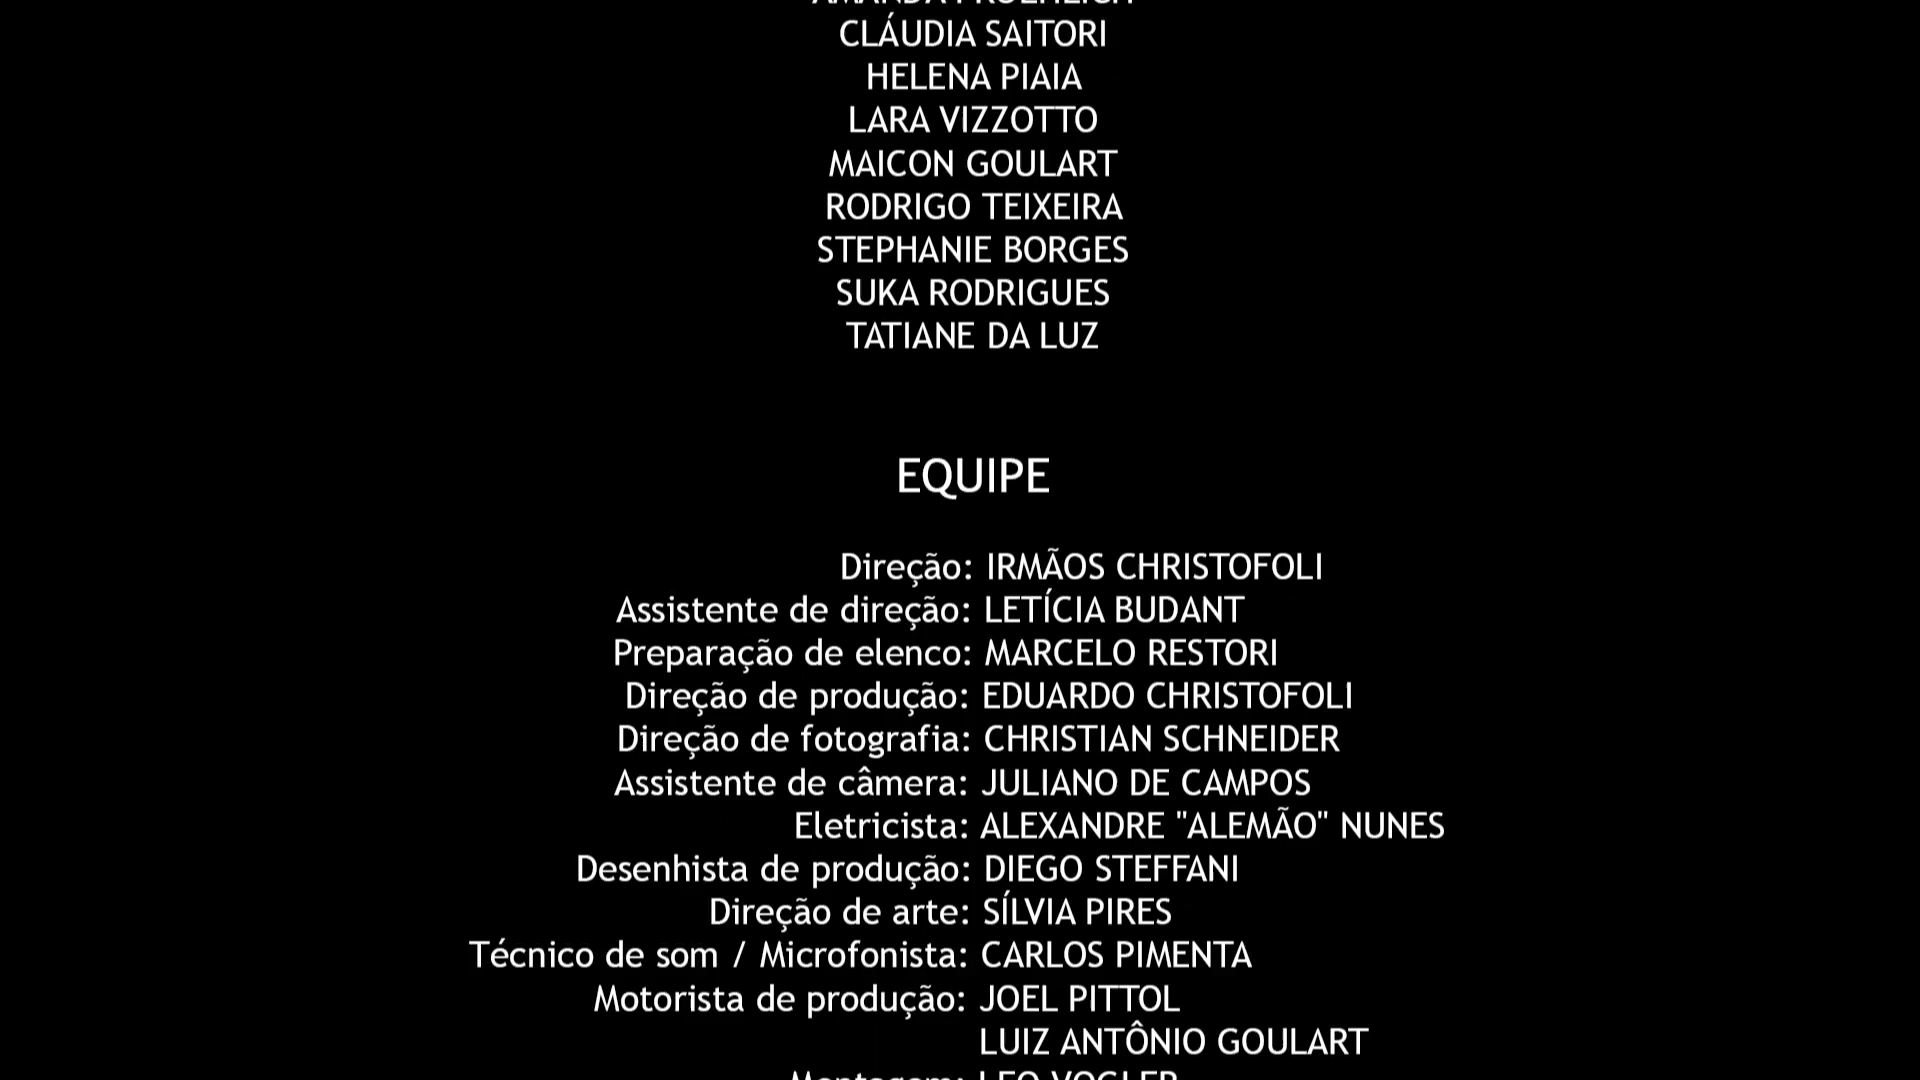 CLÁUDIA SAITORI
HELENA PIAIA
LARA VIZZOTTO
MAICON GOULART
RODRIGO TEIXEIRA
STEPHANIE BORGES
SUKA RODRIGUES
TATIANE DA LUZ
EQUIPE
Direção: IRMÃOS CHRISTOFOLI
Assistente de direção: LETÍCIA BUDANT
Preparação de elenco: MARCELO RESTORI
Direção de produção: EDUARDO CHRISTOFOLI
Direção de fotografia: CHRISTIAN SCHNEIDER
Assistente de câmera: JULIANO DE CAMPOS
Eletricista: ALEXANDRE "ALEMÃO" NUNES
Desenhista de produção: DIEGO STEFFANI
Direção de arte: SÍLVIA PIRES
Técnico de som / Microfonista: CARLOS PIMENTA
Motorista de produção: JOEL PITTOL
LUIZ ANTÔNIO GOULART
Montagem: LEO VOGLER